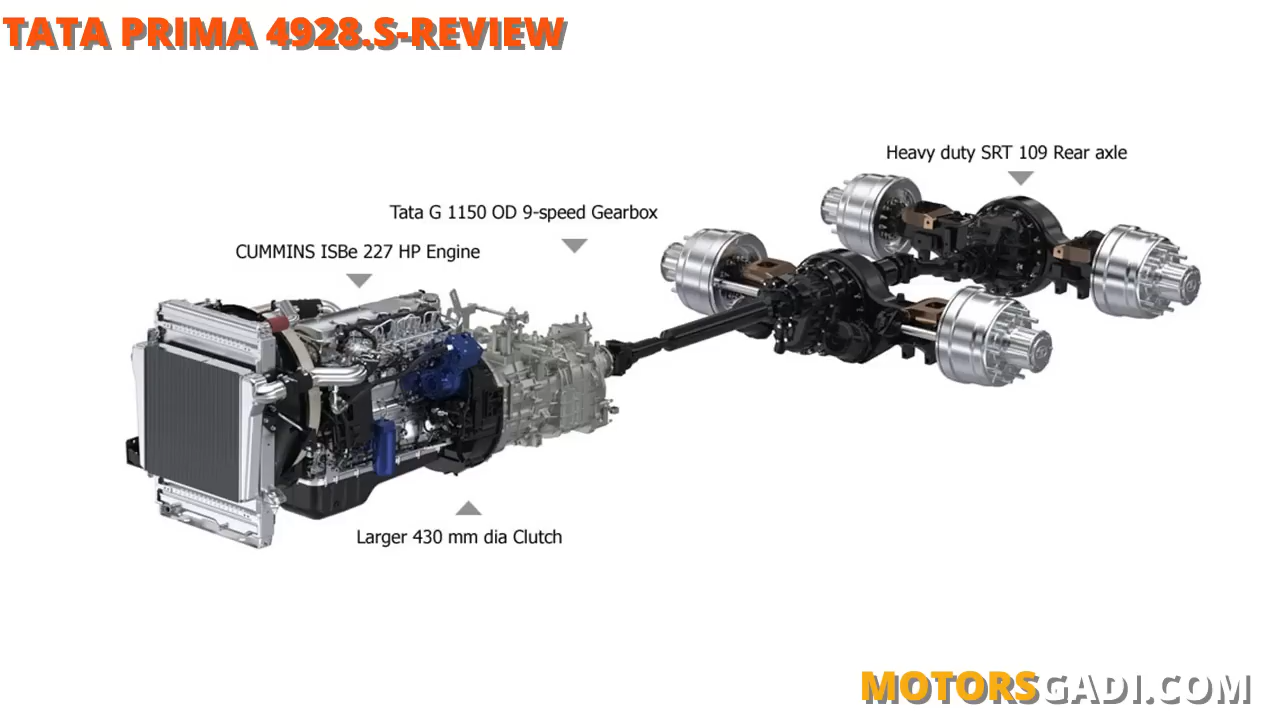 TATA PRIMA 4928.S-REVIEW
Heavy duty SRT 109 Rear axle
Tata G 1150 OD 9-speed Gearbox
CUMMINS ISBe 227 HP Engine
Larger 430 mm dia Clutch
MOTORSGADI.COM